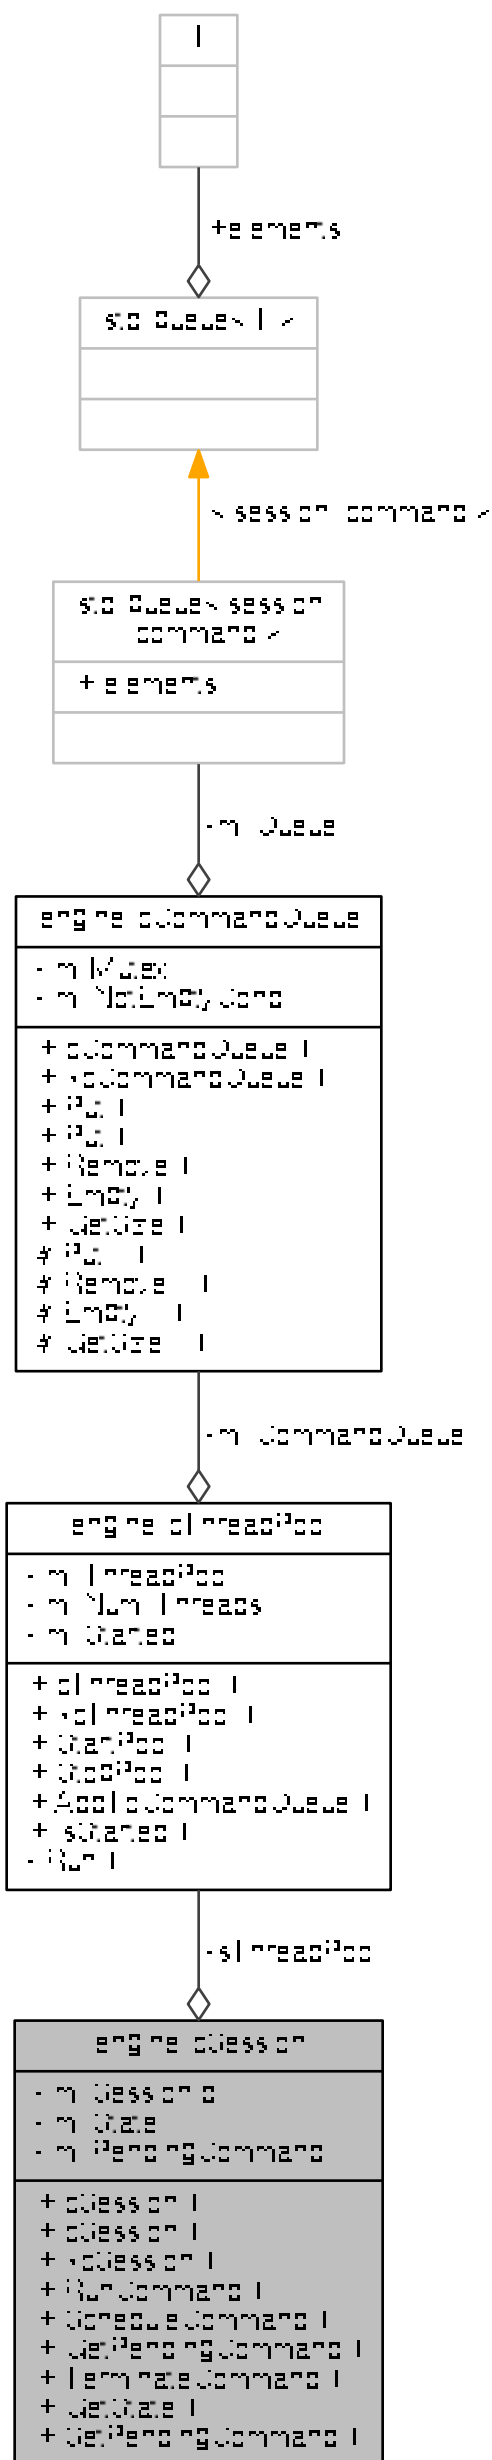 T
+elements
std::Queue< T >
< session::command >
std::Queue< session
::command >
+ elements
-m_Queue
engine::cCommandQueue
- m_Mutex
- m_NotEmptyCond
+ cCommandQueue()
+ ~cCommandQueue()
+ Put()
+ Put()
+ Remove()
+ Empty()
+ GetSize()
# Put_()
# Remove_()
# Empty_()
# GetSize_()
-m_CommandQueue
engine::cThreadPool
- m_ThreadPool
- m_NumThreads
- m_Started
+ cThreadPool()
+ ~cThreadPool()
+ StartPool()
+ StopPool()
+ AddToCommandQueue()
+ IsStarted()
- Run()
-sThreadPool
engine::cSession
- m_SessionId
- m_State
- m_PendingCommand
+ cSession()
+ cSession()
+ ~cSession()
+ RunCommand()
+ ScheduleCommand()
+ GetPendingCommand()
+ TerminateCommand()
+ GetState()
+ GetPendingCommand()